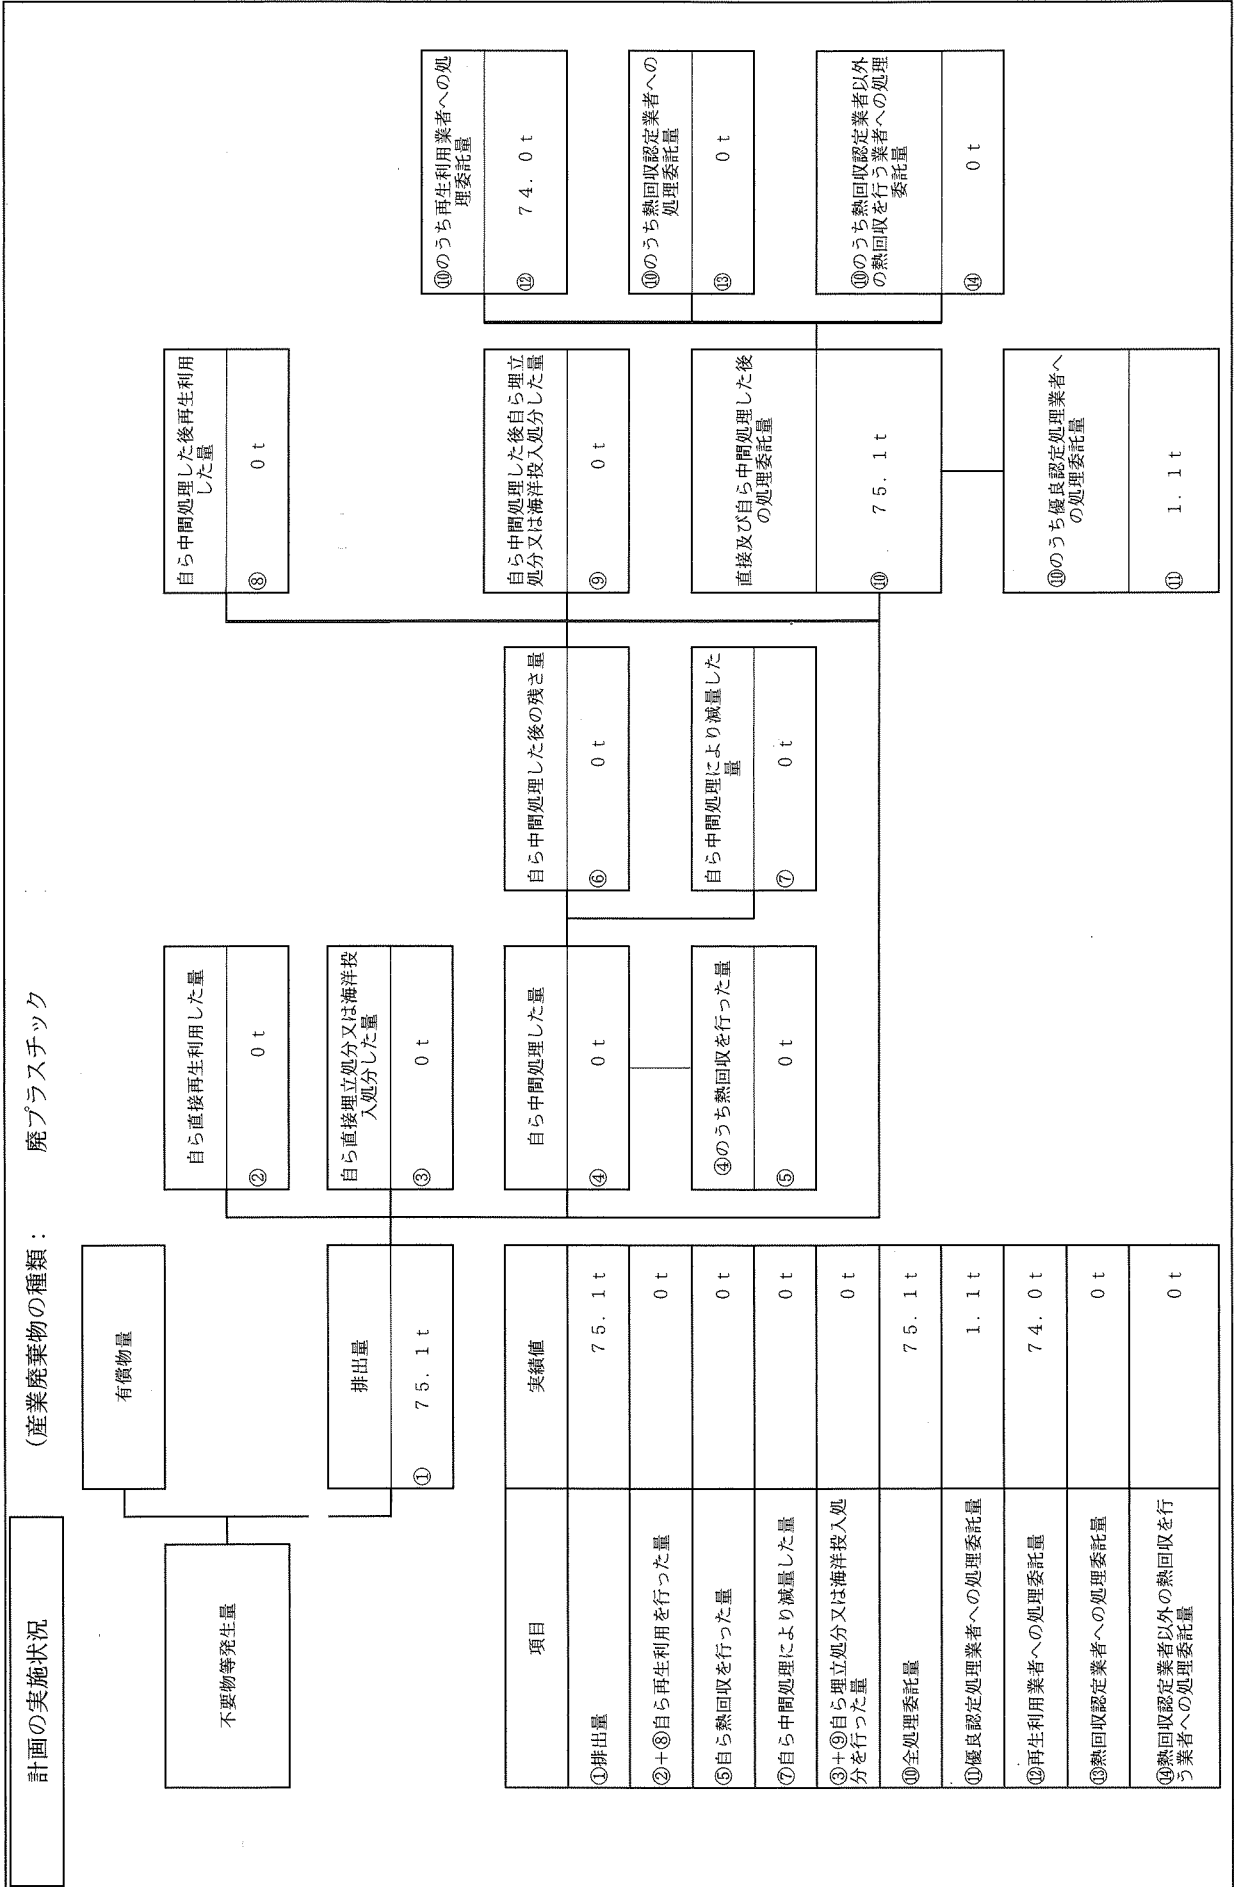 計画の実施状況
(産業廃棄物の種類： 廃プラスチック
不要物等発生量
有償物量
排出量
① 75.1t
自ら直接再生利用した量
② 0t
自ら直接埋立処分又は海洋投
入処分した量
③ 0t
自ら中間処理した量
④ 0t
④のうち熱回収を行った量
⑤ 0t
自ら中間処理した後の残さ量
⑥ 0t
自ら中間処理により減量した
量
⑦ 0t
自ら中間処理した後再生利用
した量
⑧ 0t
自ら中間処理した後自ら埋立
処分又は海洋投入処分した量
⑨ 0t
直接及び自ら中間処理した後
の処理委託量
⑩ 75.1t
⑩のうち優良認定処理業者へ
の処理委託量
⑪ 1.1t
⑩のうち再生利用業者への処
理委託量
⑫ 74.0t
⑩のうち熱回収認定業者への
処理委託量
⑬ 0t
⑩のうち熱回収認定業者以外
の熱回収を行う業者への処理
委託量
⑭ 0t
項目 実績値
①排出量 75.1t
②+⑧自ら再生利用を行った量 0t
⑤自ら熱回収を行った量 0t
⑦自ら中間処理により減量した量 0t
③+⑨自ら埋立処分又は海洋投入処
分を行った量 0t
⑩全処理委託量 75.1t
⑪優良認定処理業者への処理委託量 1.1t
⑫再生利用業者への処理委託量 74.0t
⑬熱回収認定業者への処理委託量 0t
⑭熱回収認定業者以外の熱回収を行
う業者への処理委託量 0t